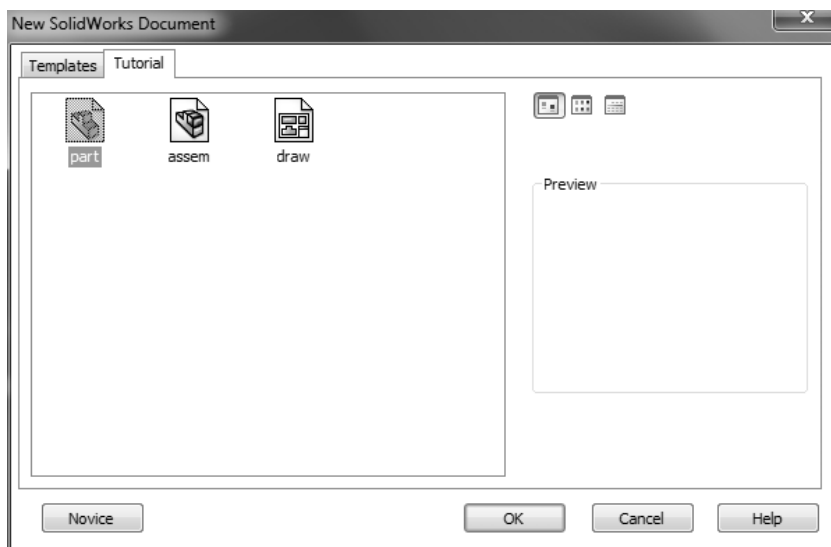 New SolidWorks Document
Templates Tutorial
part assem draw
Preview
Novice OK Cancel Help